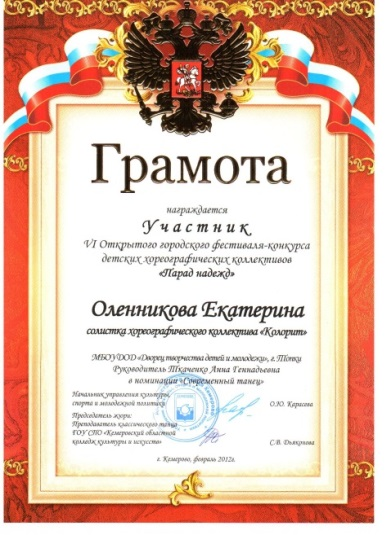 Грамота
награждается
Участник
VI Открытого городского фестиваля-конкурса
детских хореографических коллективов
«Парад надежд»
Оленникова Екатерина
солистка хореографического коллектива «Колорит»
МБОУДОД «Дворец творчества детей и молодежи», г. Топки
Руководитель Ткаченко Анна Геннадьевна
в номинации «Современный танец»
Начальник управления культуры,
спорта и молодежной политики
О.Ю. Карасева
Председатель жюри:
Преподаватель классического танца
ГОУ СПО «Кемеровский областной
колледж культуры и искусств»
С.В. Дьяконова
г. Кемерово, февраль 2012г.